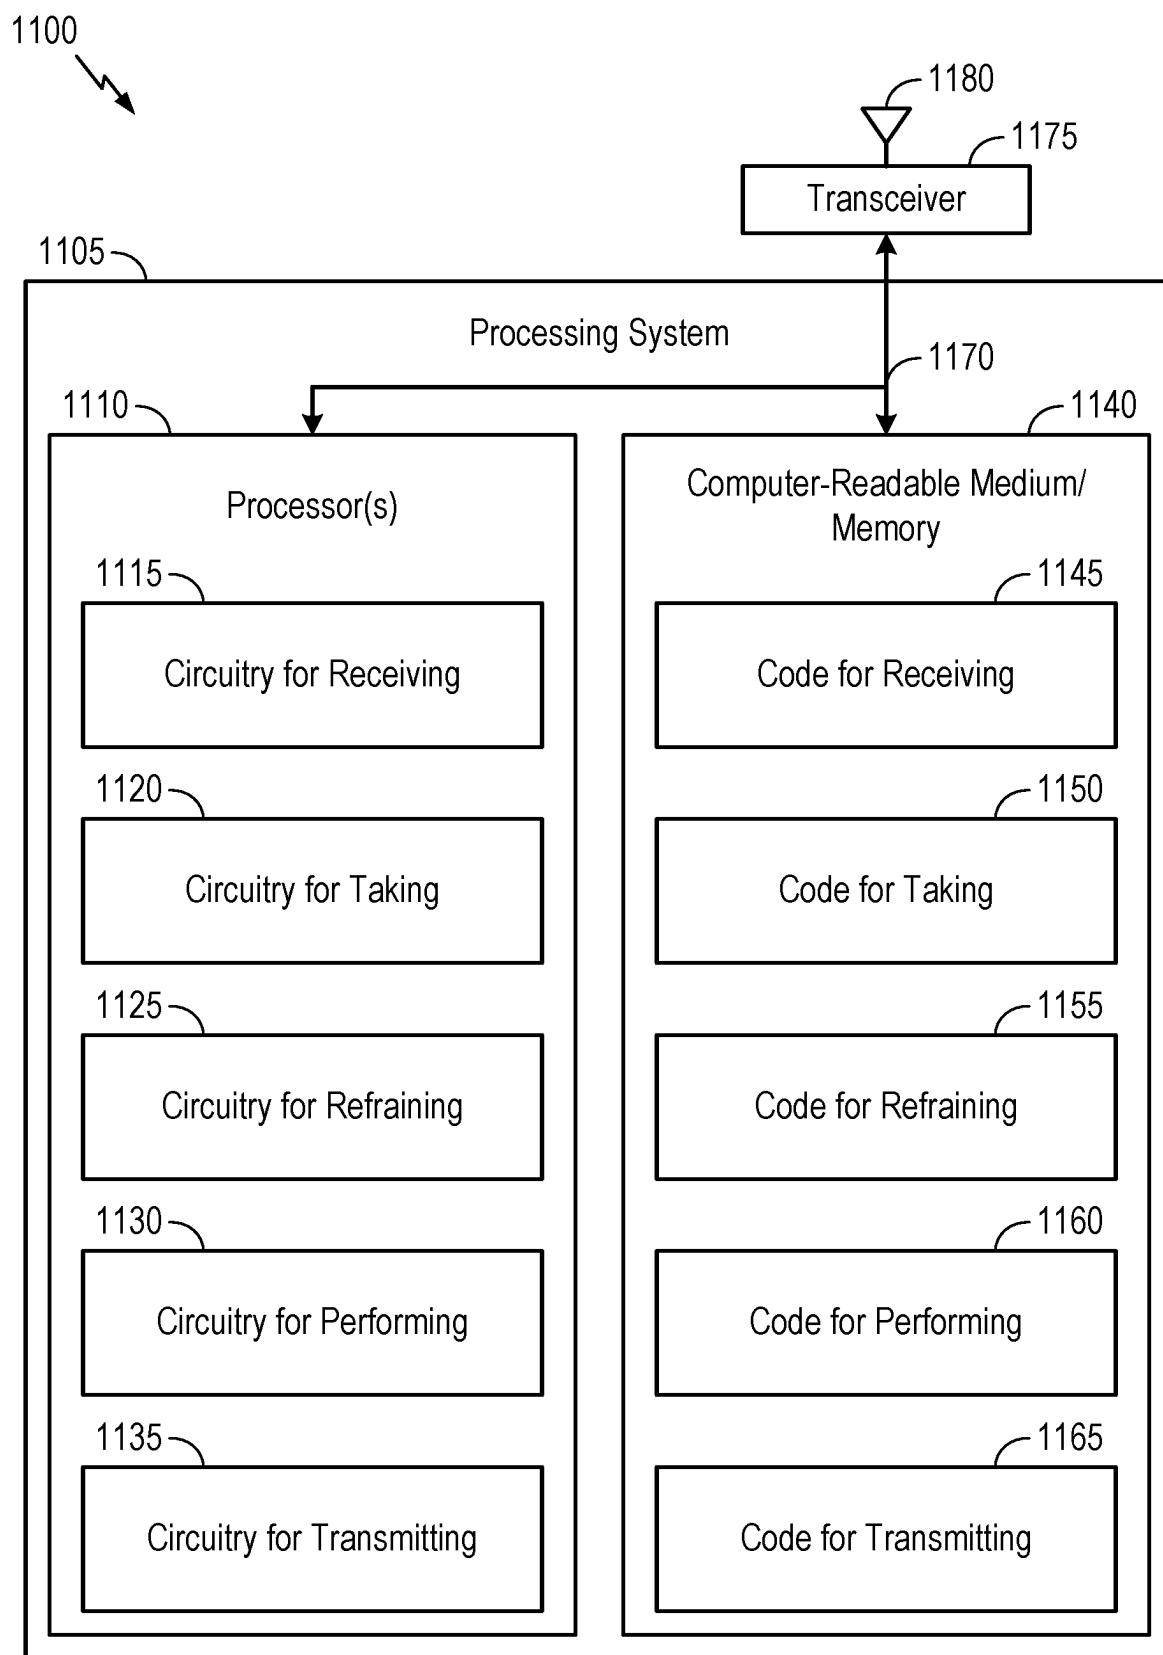 1100
1180
1175
Transceiver
1105
Processing System
1170
1110
1140
Processor(s)
Computer-Readable Medium/
Memory
1115
1145
Circuitry for Receiving
Code for Receiving
1120
1150
Circuitry for Taking
Code for Taking
1125
1155
Circuitry for Refraining
Code for Refraining
1130
1160
Circuitry for Performing
Code for Performing
1135
1165
Circuitry for Transmitting
Code for Transmitting